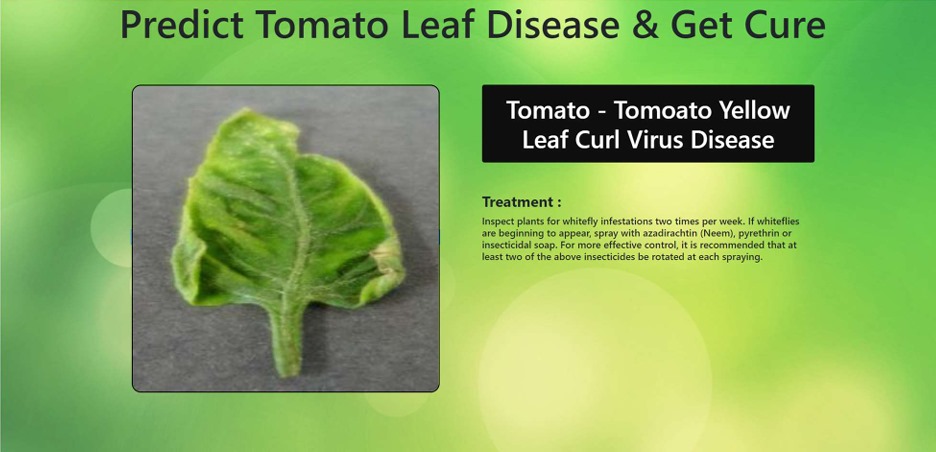 Predict Tomato Leaf Disease & Get Cure
Tomato - Tomoato Yellow
Leaf Curl Virus Disease
Treatment :
Inspect plants for whitefly infestations two times per week. If whiteflies
are beginning to appear, spray with azadirachtin (Neem), pyrethrin or
insecticidal soap. For more effective control, it is recommended that at
least two of the above insecticides be rotated at each spraying.